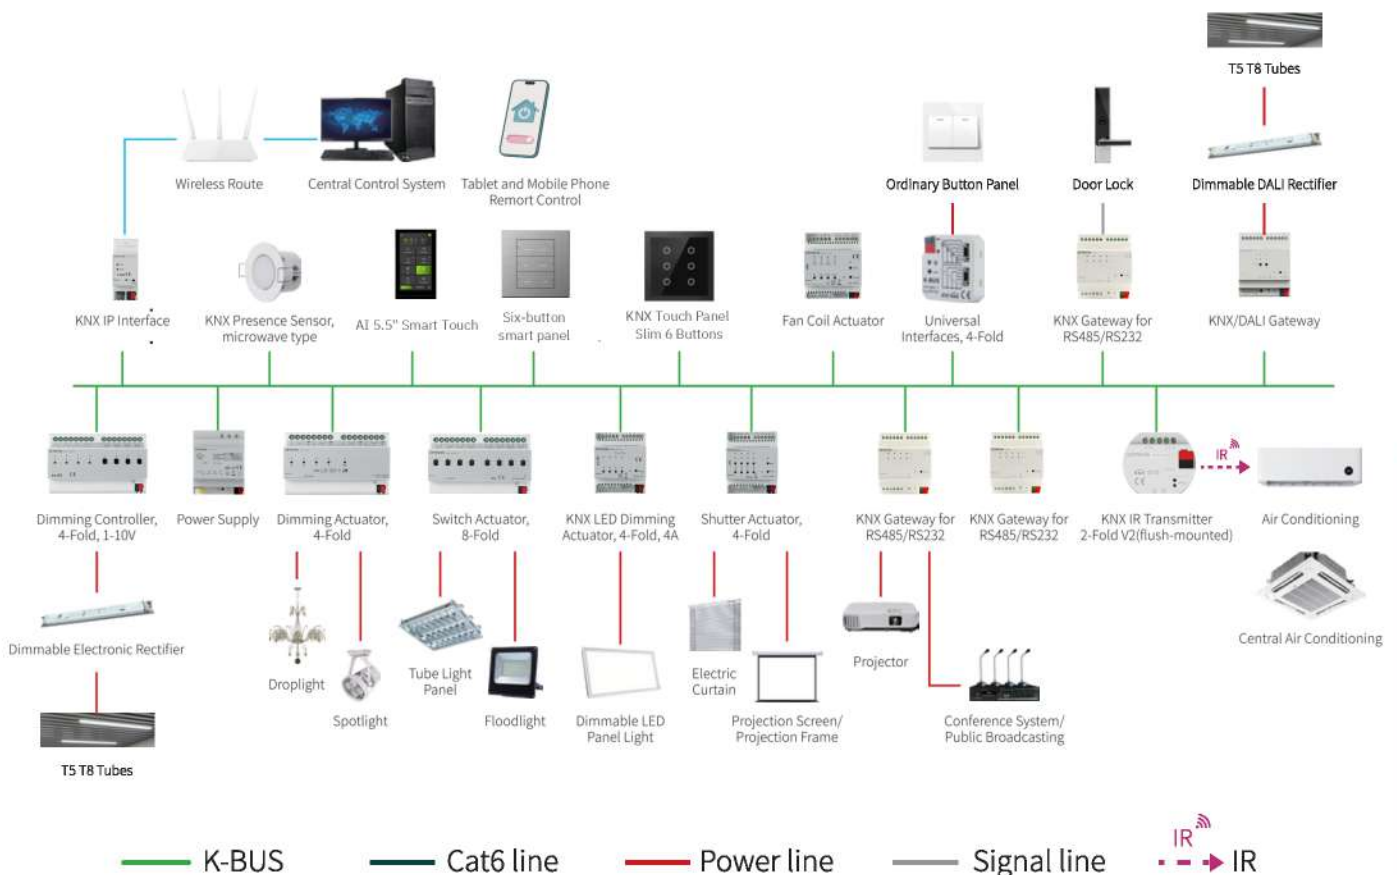 T5 T8 Tubes
Wireless Route
Central Control System
Tablet and Mobile Phone
Remort Control
Ordinary Button Panel
Door Lock
Dimmable DALI Rectifier
KNX IP Interface
KNX Presence Sensor,
microwave type
AI 5.5" Smart Touch
Six-button
smart panel
KNX Touch Panel
Slim 6 Buttons
Fan Coil Actuator
Universal
Interfaces, 4-Fold
KNX Gateway for
RS485/RS232
KNX/DALI Gateway
Dimming Controller,
4-Fold, 1-10V
Power Supply
Dimming Actuator,
4-Fold
Switch Actuator,
8-Fold
KNX LED Dimming
Actuator, 4-Fold, 4A
Shutter Actuator,
4-Fold
KNX Gateway for
RS485/RS232
KNX Gateway for
RS485/RS232
KNX IR Transmitter
2-Fold V2(flush-mounted)
IR
Air Conditioning
Central Air Conditioning
Dimmable Electronic Rectifier
T5 T8 Tubes
Droplight
Spotlight
Tube Light
Panel
Floodlight
Dimmable LED
Panel Light
Electric
Curtain
Projection Screen/
Projection Frame
Projector
Conference System/
Public Broadcasting
K-BUS
Cat6 line
Power line
Signal line
IR
IR